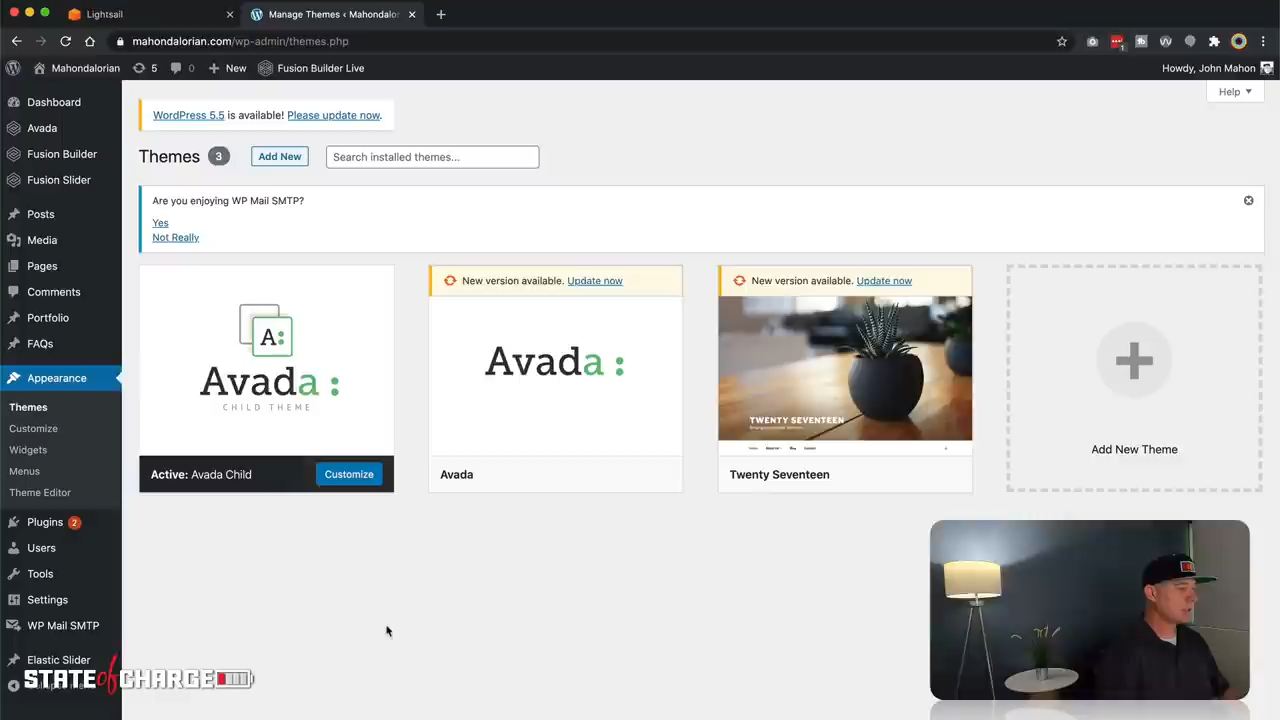 Lightsail
Manage Themes ‹ Mahondalor
mahondalorian.com/wp-admin/themes.php
1
Mahondalorian
5
0
New
Fusion Builder Live
Howdy, John Mahon
Help
Dashboard
Avada
Fusion Builder
Fusion Slider
Posts
Media
Pages
Comments
Portfolio
FAQs
Appearance
Themes
Customize
Widgets
Menus
Theme Editor
Plugins 2
Users
Tools
Settings
WP Mail SMTP
Elastic Slider
WordPress 5.5 is available! Please update now.
Themes 3
Add New
Search installed themes...
Are you enjoying WP Mail SMTP?
Yes
Not Really
A:
Avada :
CHILD THEME
Active: Avada Child
Customize
New version available. Update now
Avada :
Avada
New version available. Update now
TWENTY SEVENTEEN
Twenty Seventeen
Add New Theme
STATE of CHARGE